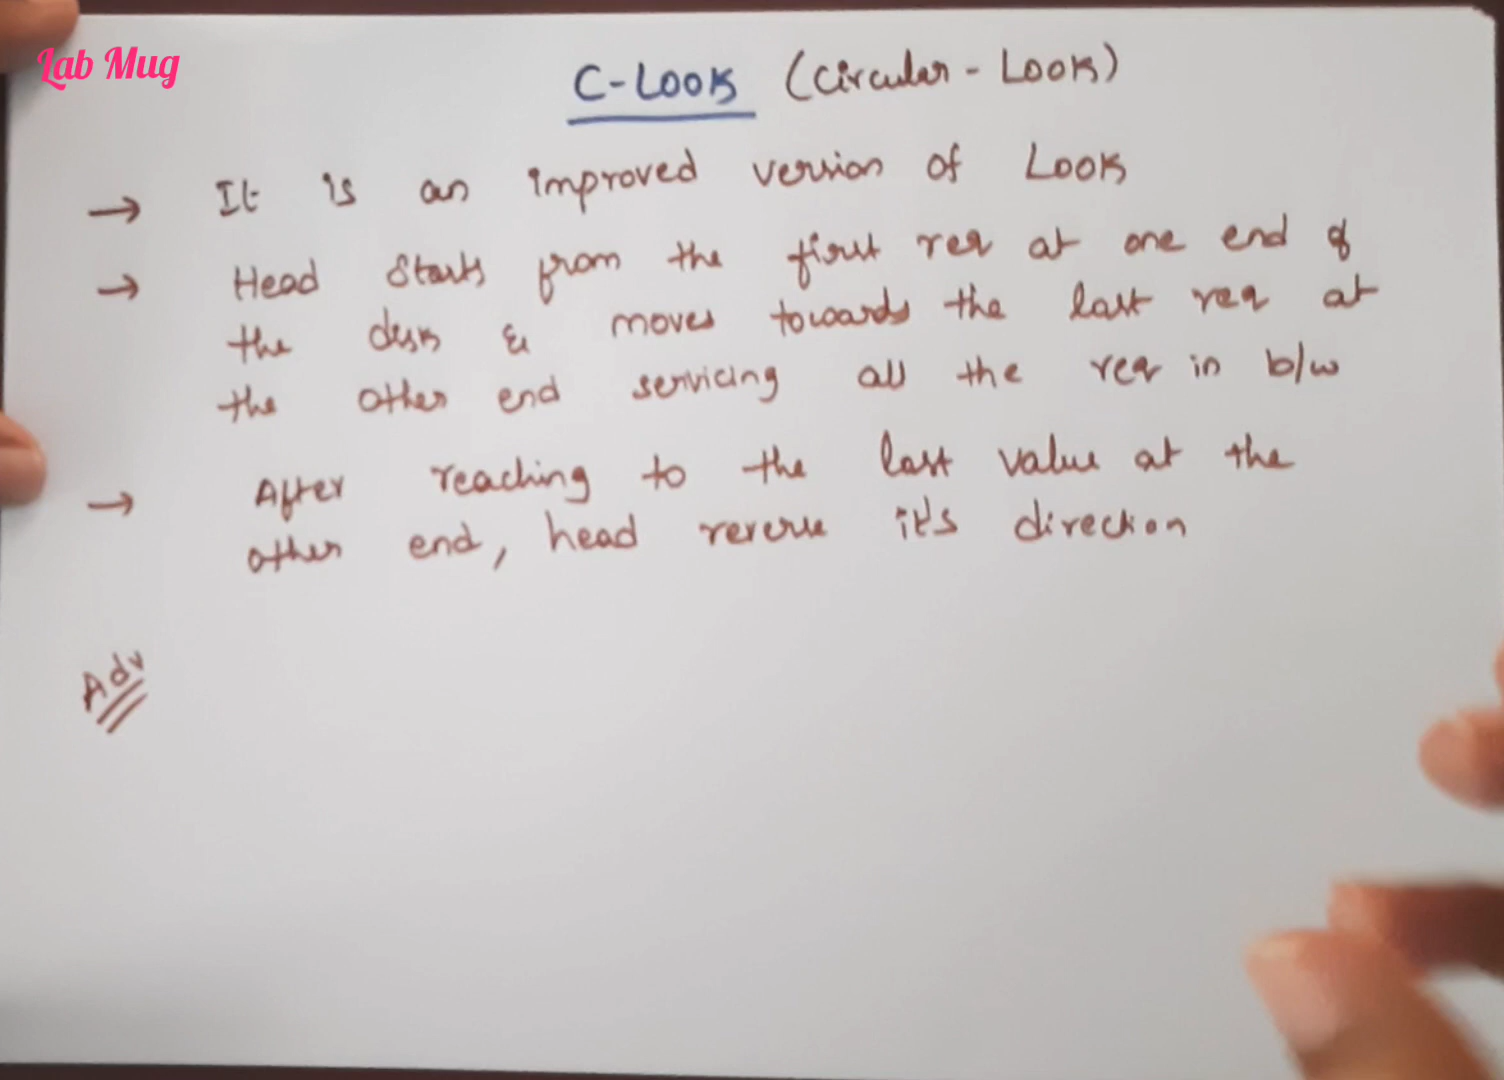 Lab Mug
C-Look (Circular - Look)
→ It is an improved version of Look
→ Head starts from the first req at one end of
the disk & moves towards the last req at
the other end servicing all the req in b/w
→ After reaching to the last value at the
other end, head reverse it's direction
Adv